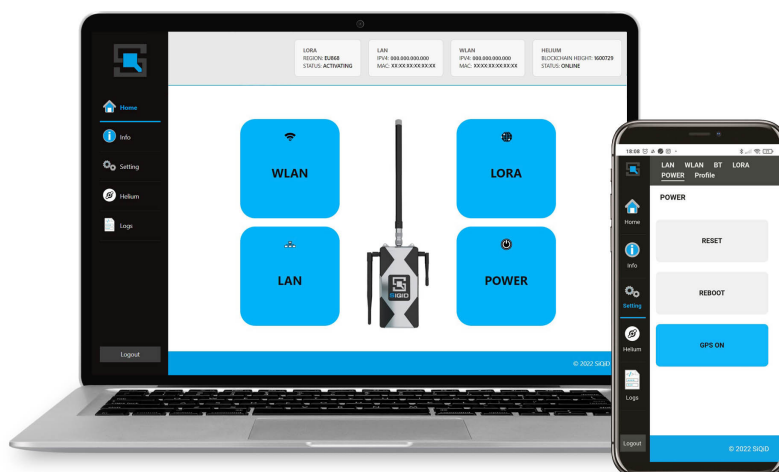 LORA
REGION: EU868
STATUS: ACTIVATING
LAN
IPV4: 000.000.000.000
MAC: XX:XX:XX:XX:XX:XX
WLAN
IPV4: 000.000.000.000
MAC: XX:XX:XX:XX:XX:XX
HELIUM
BLOCKCHAIN HEIGHT: 1600729
STATUS: ONLINE
Home
Info
Setting
Helium
Logs
Logout
WLAN
LORA
LAN
POWER
SIQID
© 2022 SiQiD
18:08
LAN WLAN BT LORA
POWER Profile
Home
Info
Setting
Helium
Logs
Logout
POWER
RESET
REBOOT
GPS ON
© 2022 SiQiD